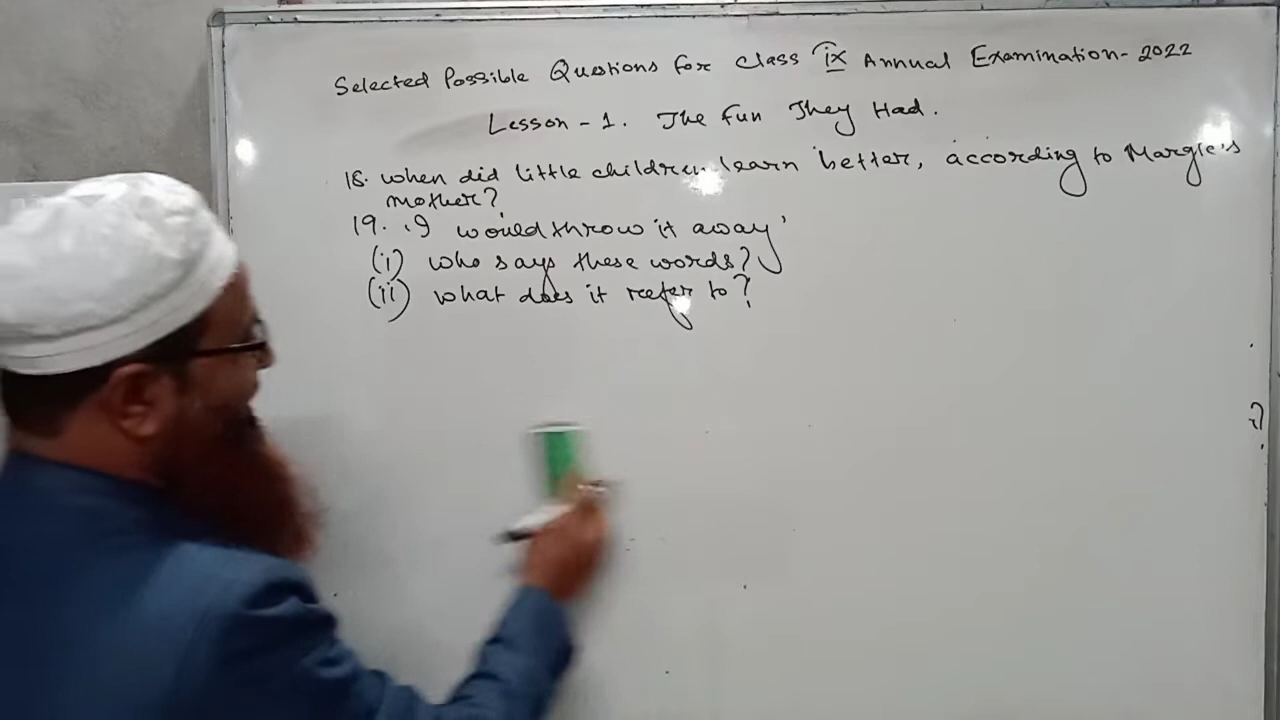 Selected Possible Questions for class IX Annual Examination - 2022
Lesson - 1. The Fun They Had.
18. when did little children learn better, according to Margie's
mother?
19. 'I would throw it away'
(i) who says these words?
(ii) what does it refer to?
?